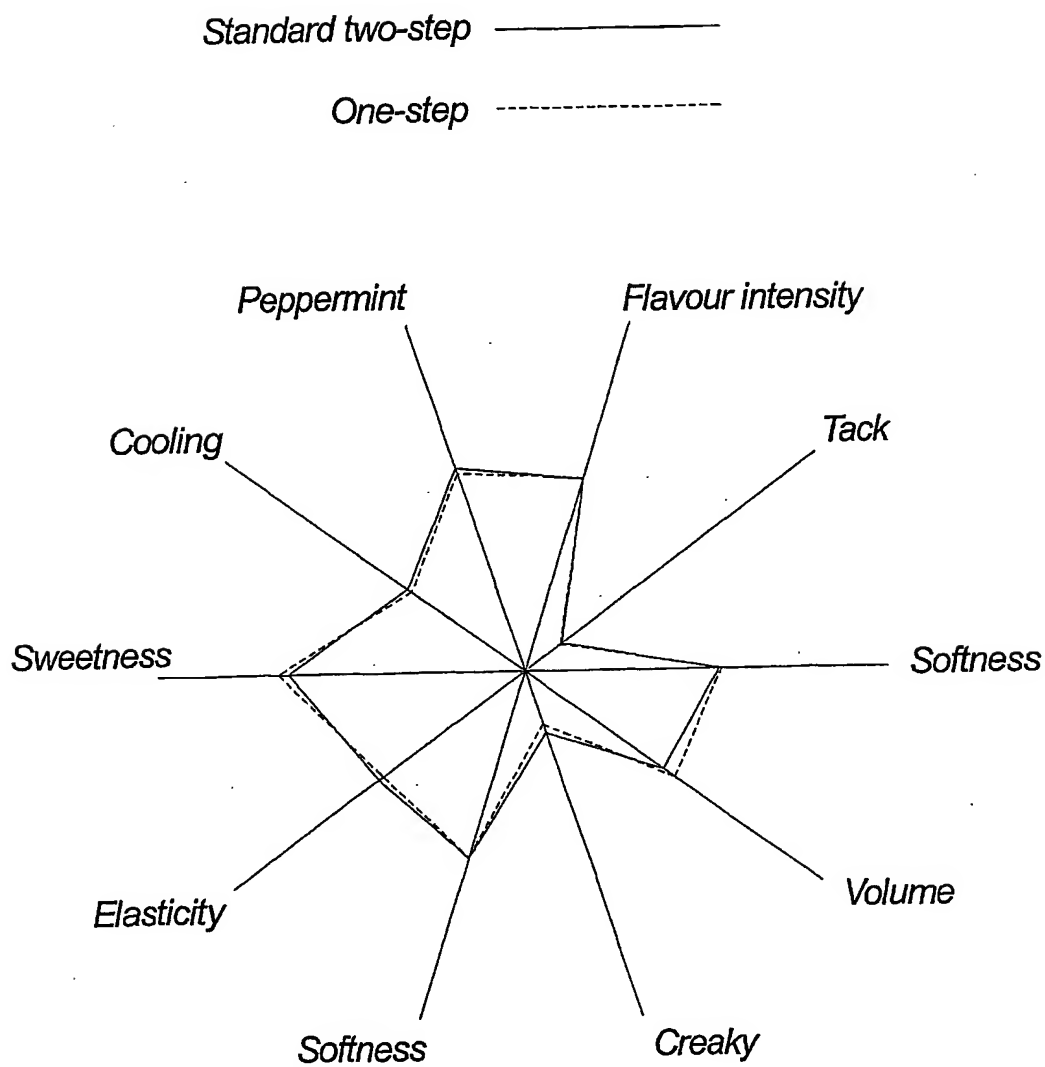 Standard two-step
One-step
Peppermint
Flavour intensity
Cooling
Tack
Sweetness
Softness
Elasticity
Volume
Softness
Creaky